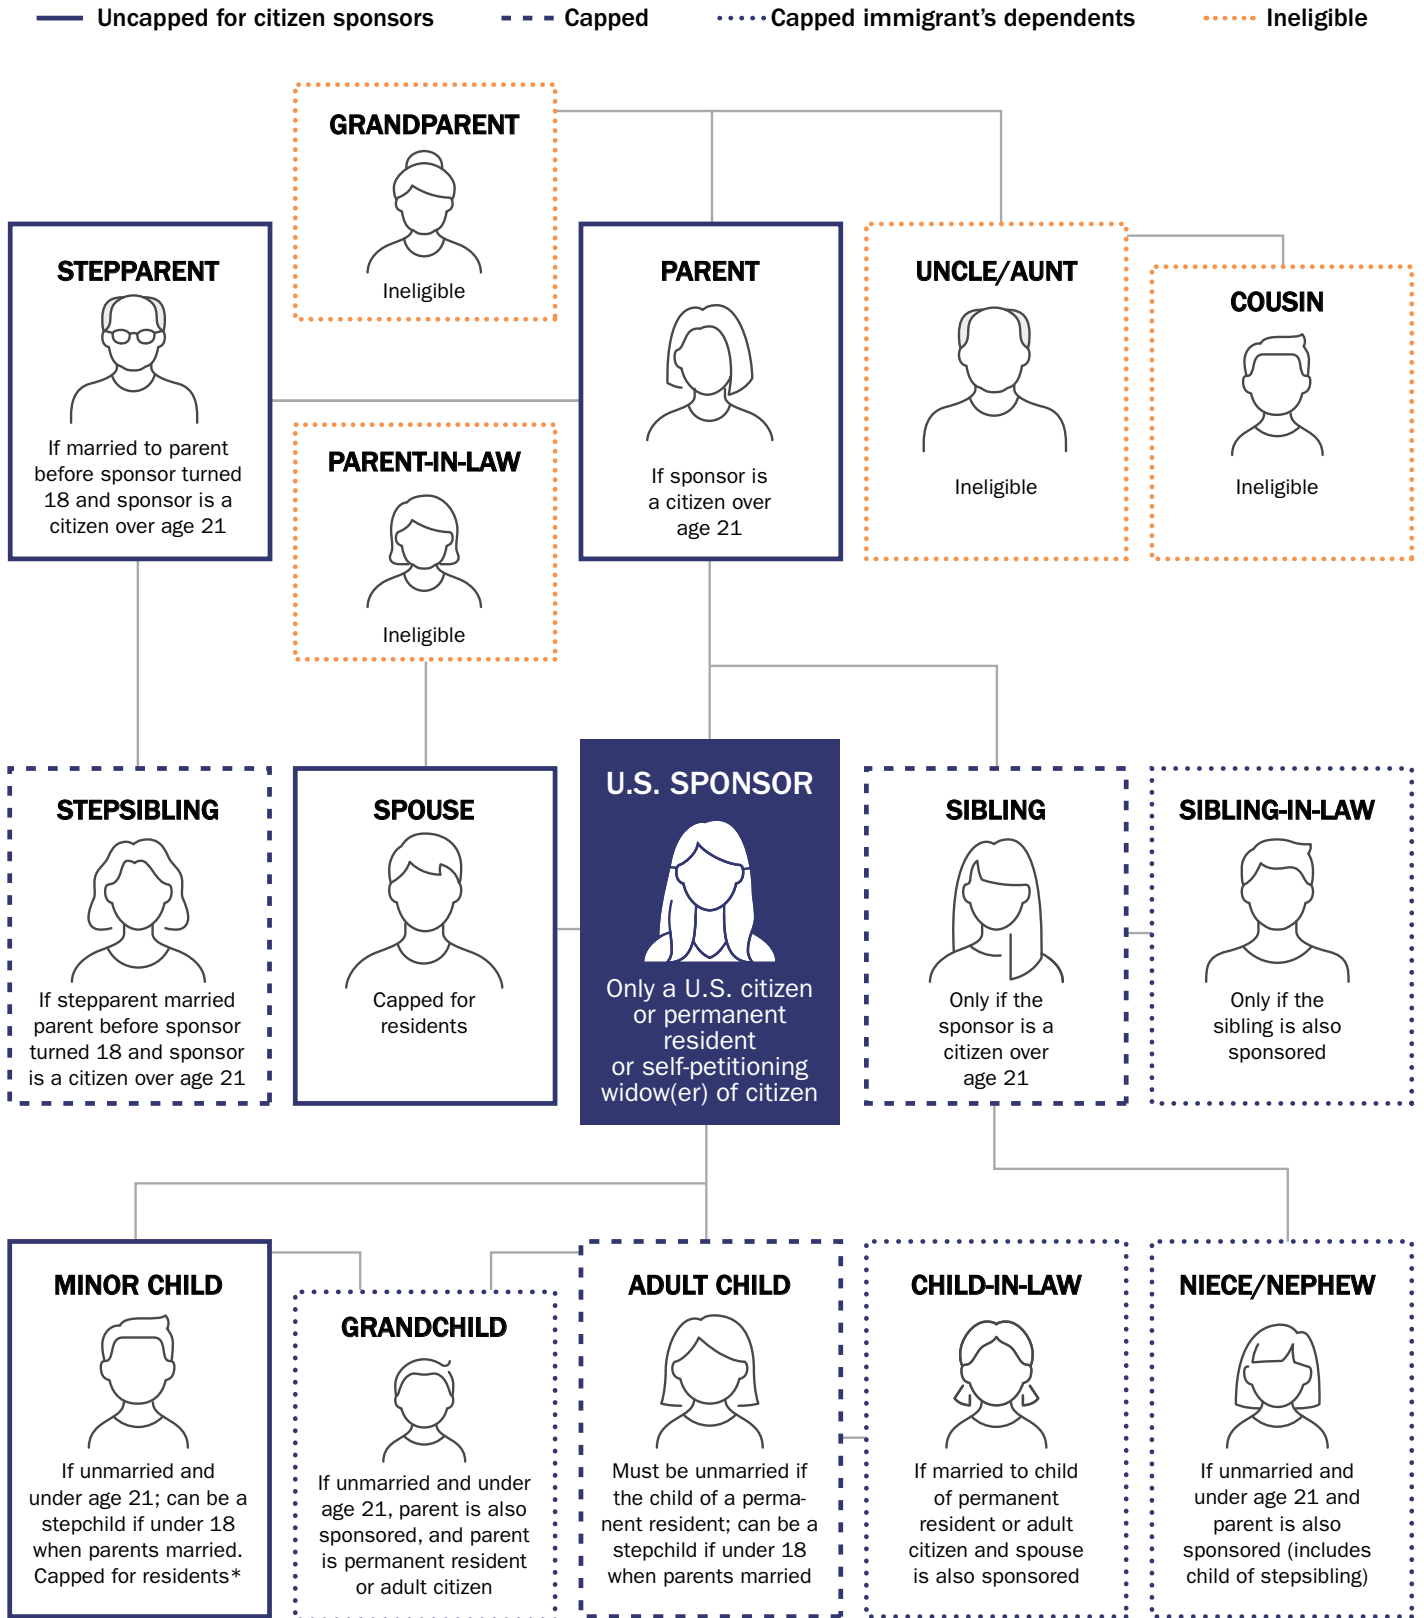 Uncapped for citizen sponsors
Capped
Capped immigrant's dependents
Ineligible
GRANDPARENT
Ineligible
STEPPARENT
If married to parent
before sponsor turned
18 and sponsor is a
citizen over age 21
PARENT
If sponsor is
a citizen over
age 21
UNCLE/AUNT
Ineligible
COUSIN
Ineligible
PARENT-IN-LAW
Ineligible
STEPSIBLING
If stepparent married
parent before sponsor
turned 18 and sponsor
is a citizen over age 21
SPOUSE
Capped for
residents
U.S. SPONSOR
Only a U.S. citizen
or permanent
resident
or self-petitioning
widow(er) of citizen
SIBLING
Only if the
sponsor is a
citizen over
age 21
SIBLING-IN-LAW
Only if the
sibling is also
sponsored
MINOR CHILD
If unmarried and
under age 21; can be a
stepchild if under 18
when parents married.
Capped for residents*
GRANDCHILD
If unmarried and under
age 21, parent is also
sponsored, and parent
is permanent resident
or adult citizen
ADULT CHILD
Must be unmarried if
the child of a perma-
nent resident; can be a
stepchild if under 18
when parents married
CHILD-IN-LAW
If married to child
of permanent
resident or adult
citizen and spouse
is also sponsored
NIECE/NEPHEW
If unmarried and
under age 21 and
parent is also
sponsored (includes
child of stepsibling)